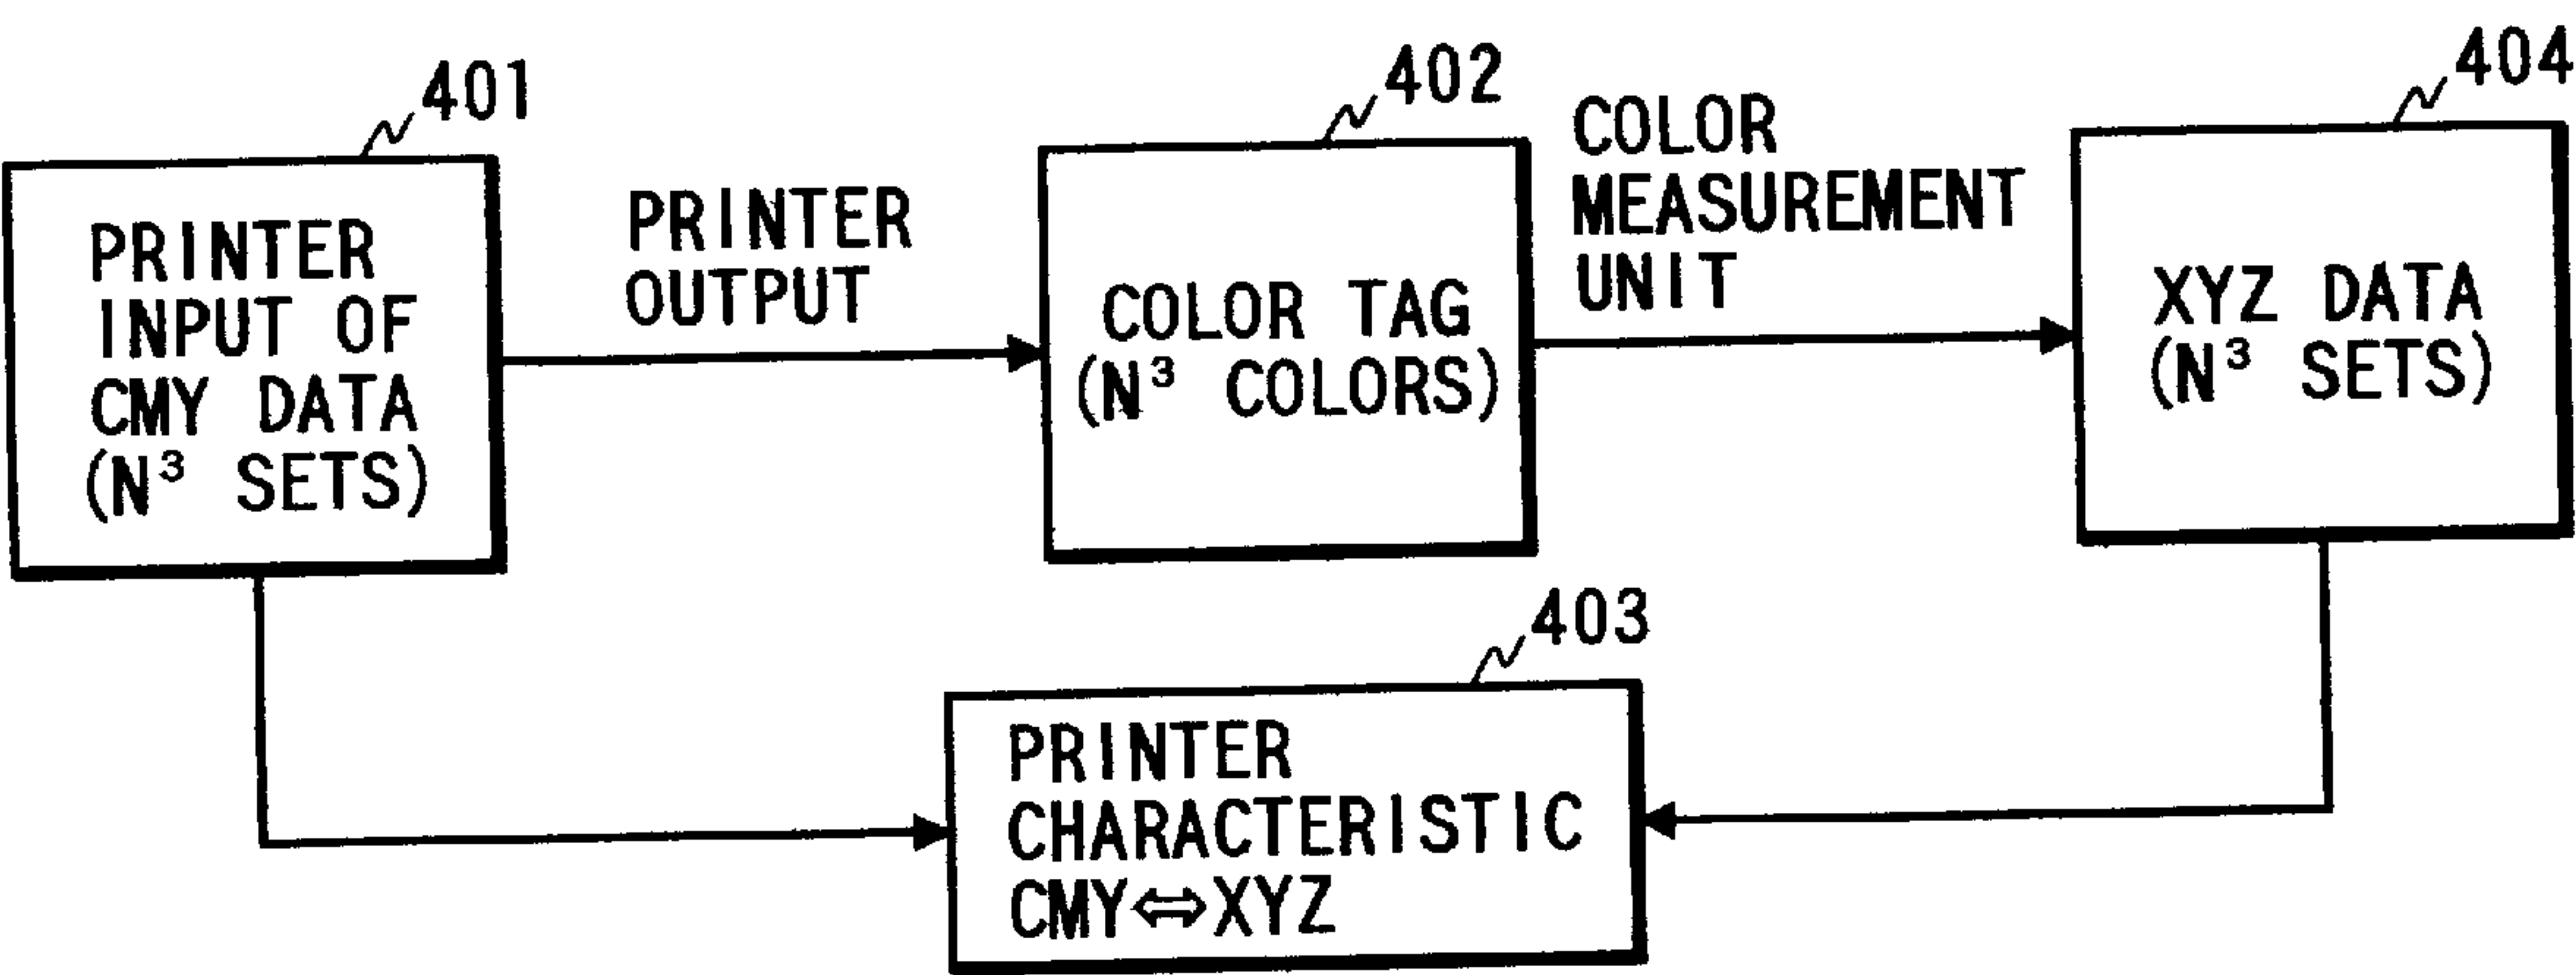 401
PRINTER
INPUT OF
CMY DATA
(N³ SETS)
PRINTER
OUTPUT
402
COLOR TAG
(N³ COLORS)
COLOR
MEASUREMENT
UNIT
404
XYZ DATA
(N³ SETS)
403
PRINTER
CHARACTERISTIC
CMY⇔XYZ